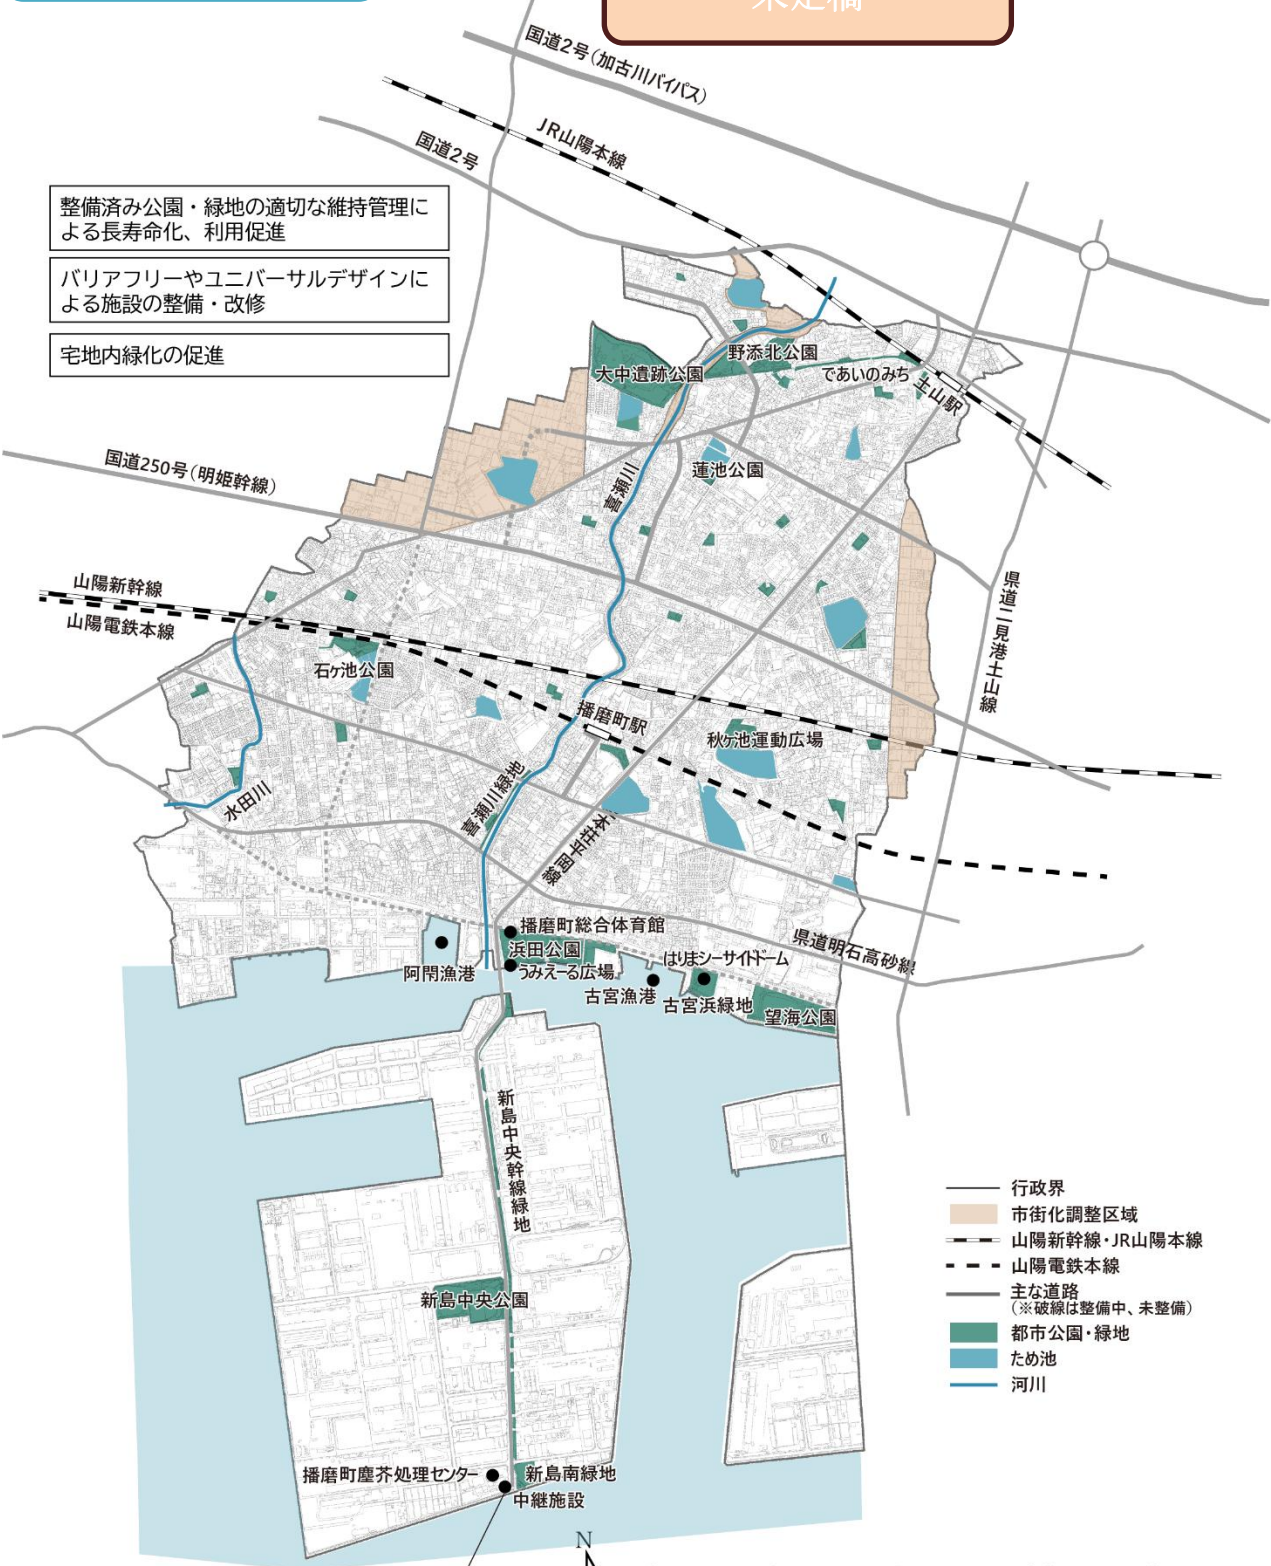 未定稿
国道2号(加古川バイパス)
JR山陽本線
国道2号
整備済み公園・緑地の適切な維持管理に
よる長寿命化、利用促進
バリアフリーやユニバーサルデザインに
よる施設の整備・改修
宅地内緑化の促進
野添北公園
大中遺跡公園
であいのみち
土山駅
国道250号(明姫幹線)
蓮池公園
喜瀬川
山陽新幹線
山陽電鉄本線
県道二見港土山線
石ヶ池公園
播磨町駅
秋ヶ池運動広場
水田川
喜瀬川緑地
本荘平岡線
播磨町総合体育館
浜田公園
うみえーる広場
阿閇漁港
はりまシーサイドドーム
県道明石高砂線
古宮漁港
古宮浜緑地
望海公園
新島中央幹線緑地
新島中央公園
行政界
市街化調整区域
山陽新幹線・JR山陽本線
山陽電鉄本線
主な道路
(※破線は整備中、未整備)
都市公園・緑地
ため池
河川
播磨町塵芥処理センター
新島南緑地
中継施設
N